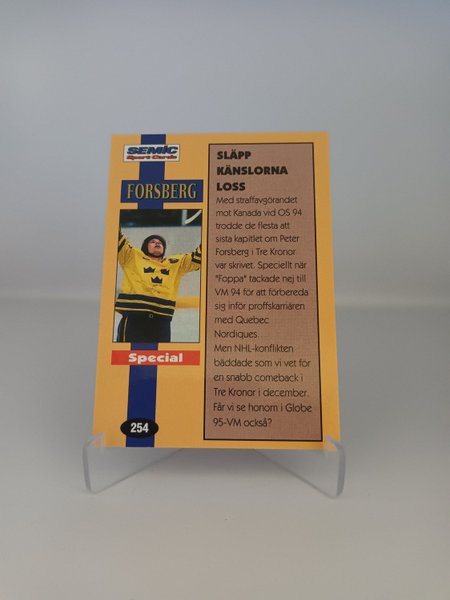 SEMIC
Sport Cards
FORSBERG
Special
254
SLÄPP
KÄNSLORNA
LOSS
Med straffavgörandet
mot Kanada vid OS 94
trodde de flesta att
sista kapitlet om Peter
Forsberg i Tre Kronor
var skrivet. Speciellt när
"Foppa" tackade nej till
VM 94 för att förbereda
sig inför proffskarriären
med Quebec
Nordiques.
Men NHL-konflikten
bäddade som vi vet för
en snabb comeback i
Tre Kronor i december.
Får vi se honom i Globe
95-VM också?